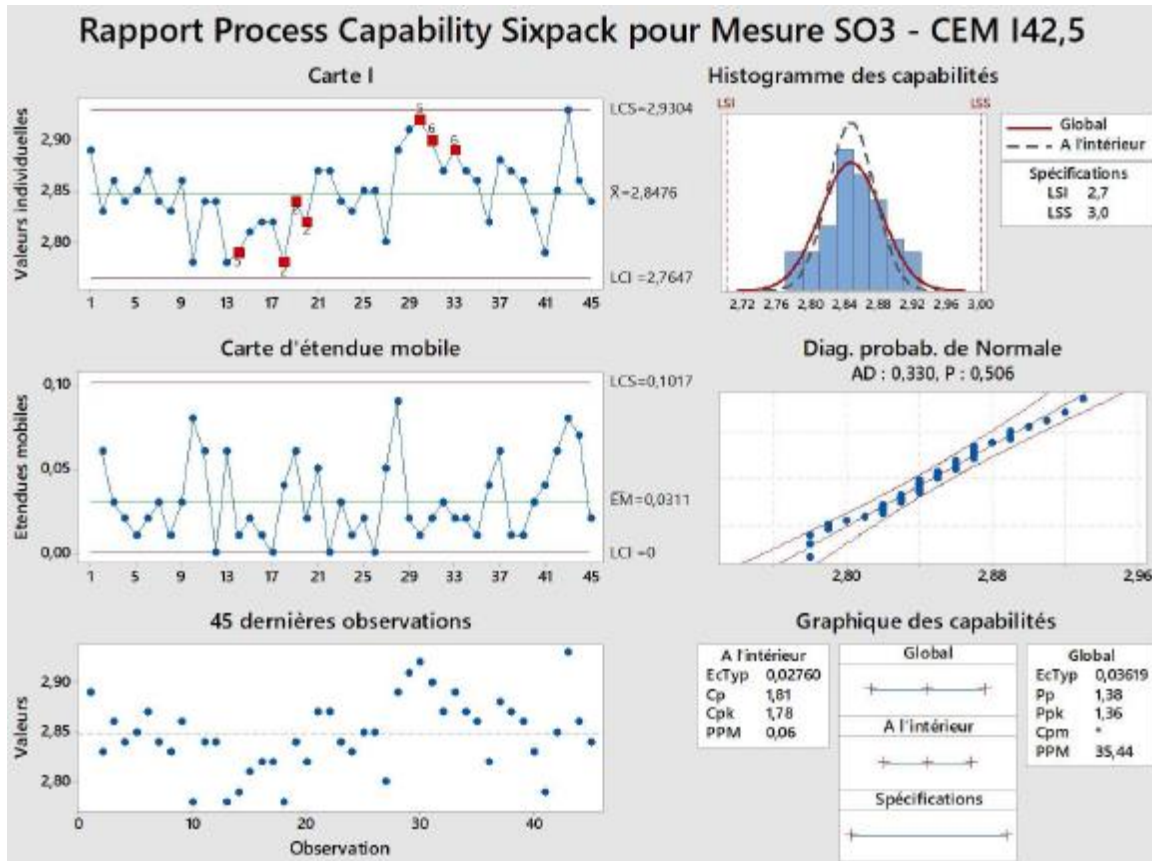 Rapport Process Capability Sixpack pour Mesure SO3 - CEM I42,5
Carte I
Valeurs individuelles
2,90
2,85
2,80
5
6
6
5
2
2
2
LCS=2,9304
X̄=2,8476
LCI =2,7647
1 5 9 13 17 21 25 29 33 37 41 45
Histogramme des capabilités
LSI
LSS
2,72 2,76 2,80 2,84 2,88 2,92 2,96 3,00
Global
A l'intérieur
Spécifications
LSI 2,7
LSS 3,0
Carte d'étendue mobile
Etendues mobiles
0,10
0,05
0,00
LCS=0,1017
E̅M̅=0,0311
LCI =0
1 5 9 13 17 21 25 29 33 37 41 45
Diag. probab. de Normale
AD : 0,330, P : 0,506
2,80 2,88 2,96
45 dernières observations
Valeurs
2,90
2,85
2,80
0 10 20 30 40
Observation
Graphique des capabilités
A l'intérieur
EcTyp 0,02760
Cp 1,81
Cpk 1,78
PPM 0,06
Global
A l'intérieur
Spécifications
Global
EcTyp 0,03619
Pp 1,38
Ppk 1,36
Cpm *
PPM 35,44